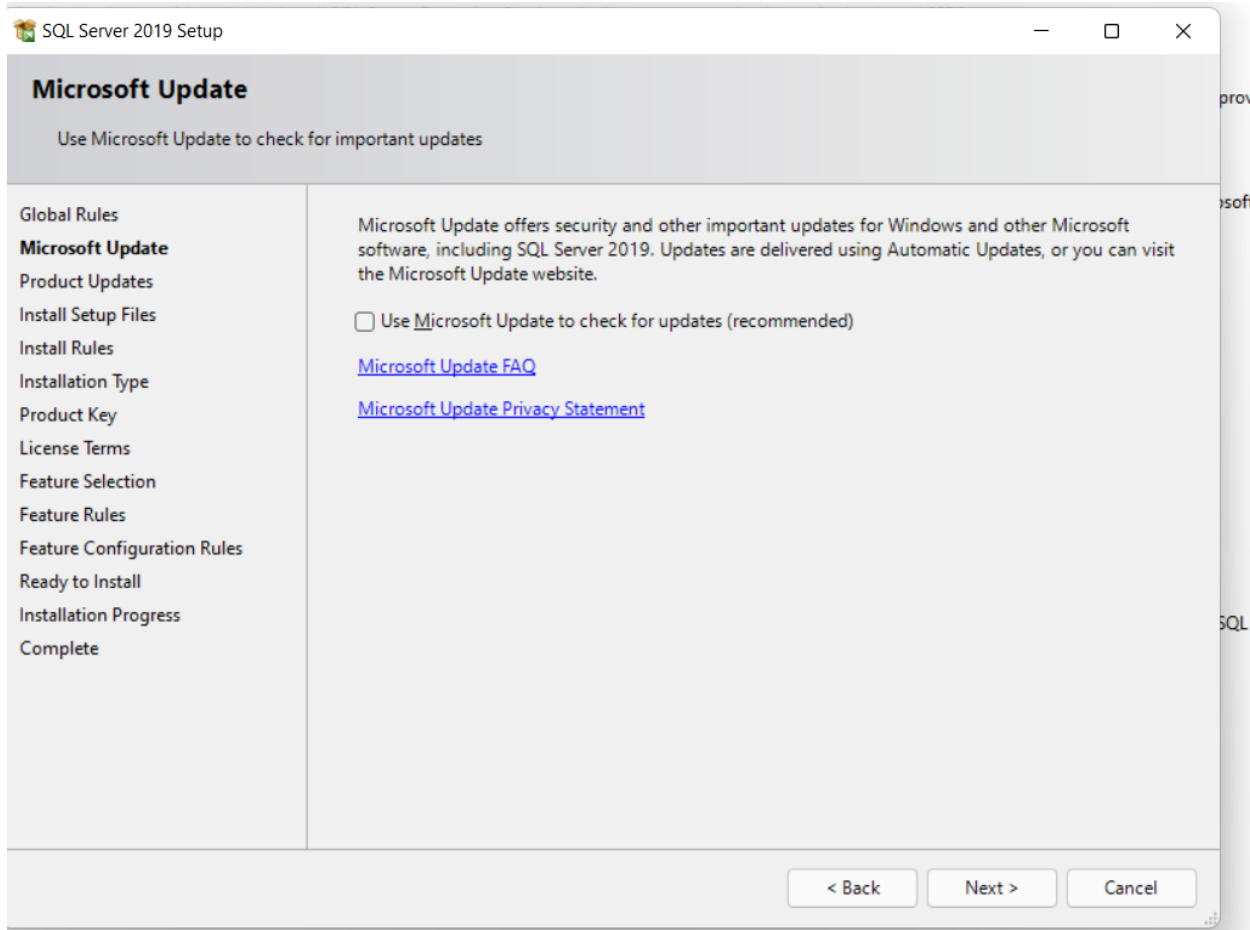 SQL Server 2019 Setup
Microsoft Update
Use Microsoft Update to check for important updates
Global Rules
Microsoft Update
Product Updates
Install Setup Files
Install Rules
Installation Type
Product Key
License Terms
Feature Selection
Feature Rules
Feature Configuration Rules
Ready to Install
Installation Progress
Complete
Microsoft Update offers security and other important updates for Windows and other Microsoft
software, including SQL Server 2019. Updates are delivered using Automatic Updates, or you can visit
the Microsoft Update website.
Use Microsoft Update to check for updates (recommended)
Microsoft Update FAQ
Microsoft Update Privacy Statement
< Back
Next >
Cancel
SQL